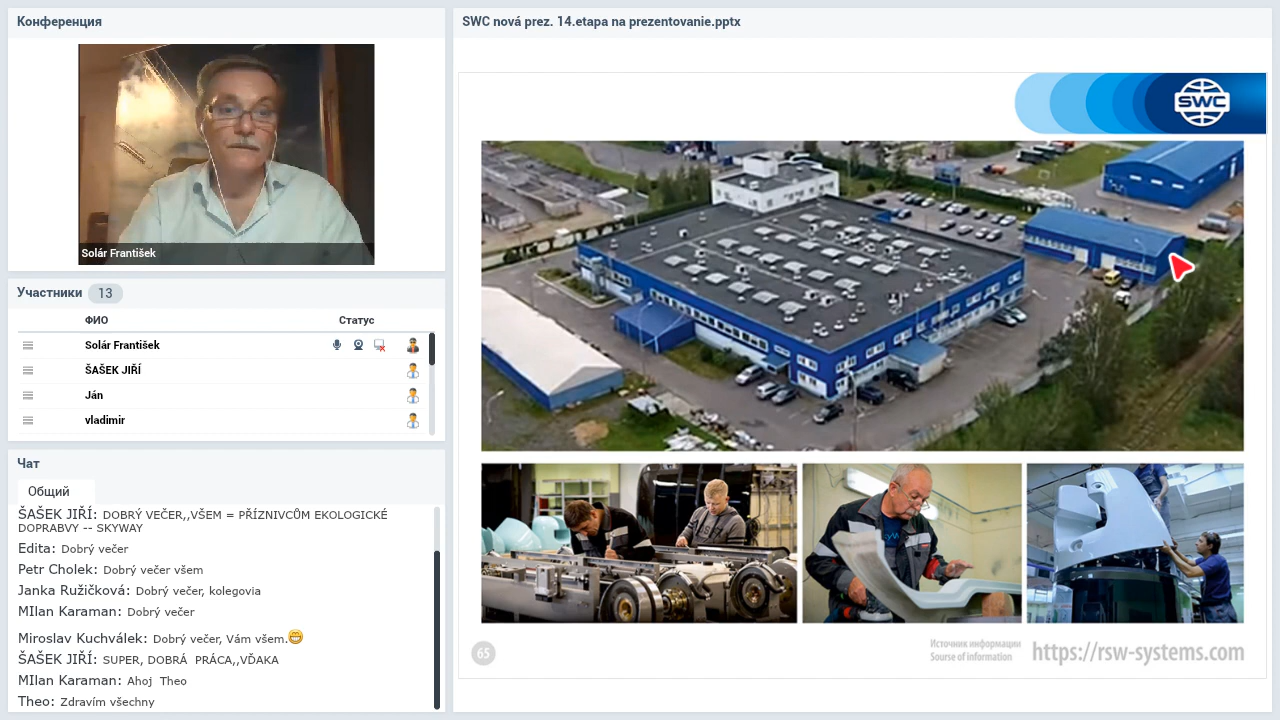 Конференция
Solár František
Участники 13
ФИО Статус
Solár František
ŠAŠEK JIŘÍ
Ján
vladimir
Чат
Общий
ŠAŠEK JIŘÍ: DOBRÝ VEČER,,VŠEM = PŘÍZNIVCŮM EKOLOGICKÉ
DOPRABVY -- SKYWAY
Edita: Dobrý večer
Petr Cholek: Dobrý večer všem
Janka Ružičková: Dobrý večer, kolegovia
MIlan Karaman: Dobrý večer
Miroslav Kuchválek: Dobrý večer, Vám všem.😁
ŠAŠEK JIŘÍ: SUPER, DOBRÁ PRÁCA,,VĎAKA
MIlan Karaman: Ahoj Theo
Theo: Zdravím všechny
SWC nová prez. 14.etapa na prezentovanie.pptx
SWC
65
Источник информации
Sourse of information
https://rsw-systems.com